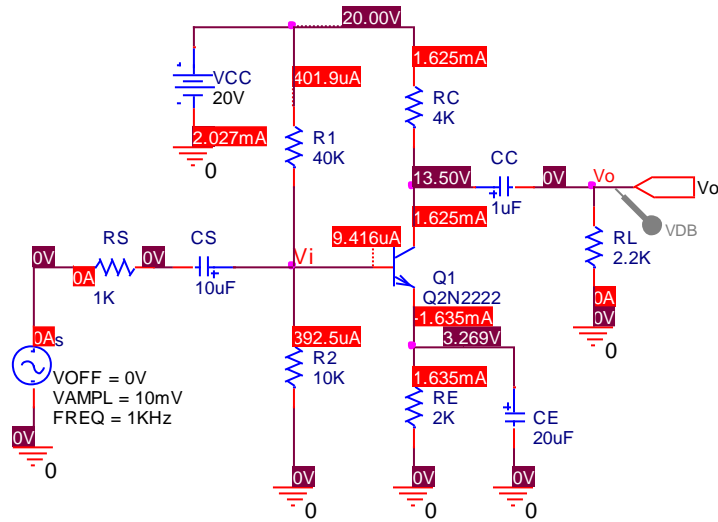 20.00V
1.625mA
401.9uA
VCC
20V
RC
4K
2.027mA
0
R1
40K
CC
13.50V
0V
Vo
Vo
1uF
1.625mA
VDB
RS
CS
9.416uA
RL
2.2K
0V
0V
Vi
0A
1K
10uF
Q1
Q2N2222
0A
0V
-1.635mA
0
0As
392.5uA
3.269V
R2
10K
1.635mA
VOFF = 0V
VAMPL = 10mV
FREQ = 1KHz
RE
2K
CE
20uF
0V
0
0V
0V
0V
0
0
0